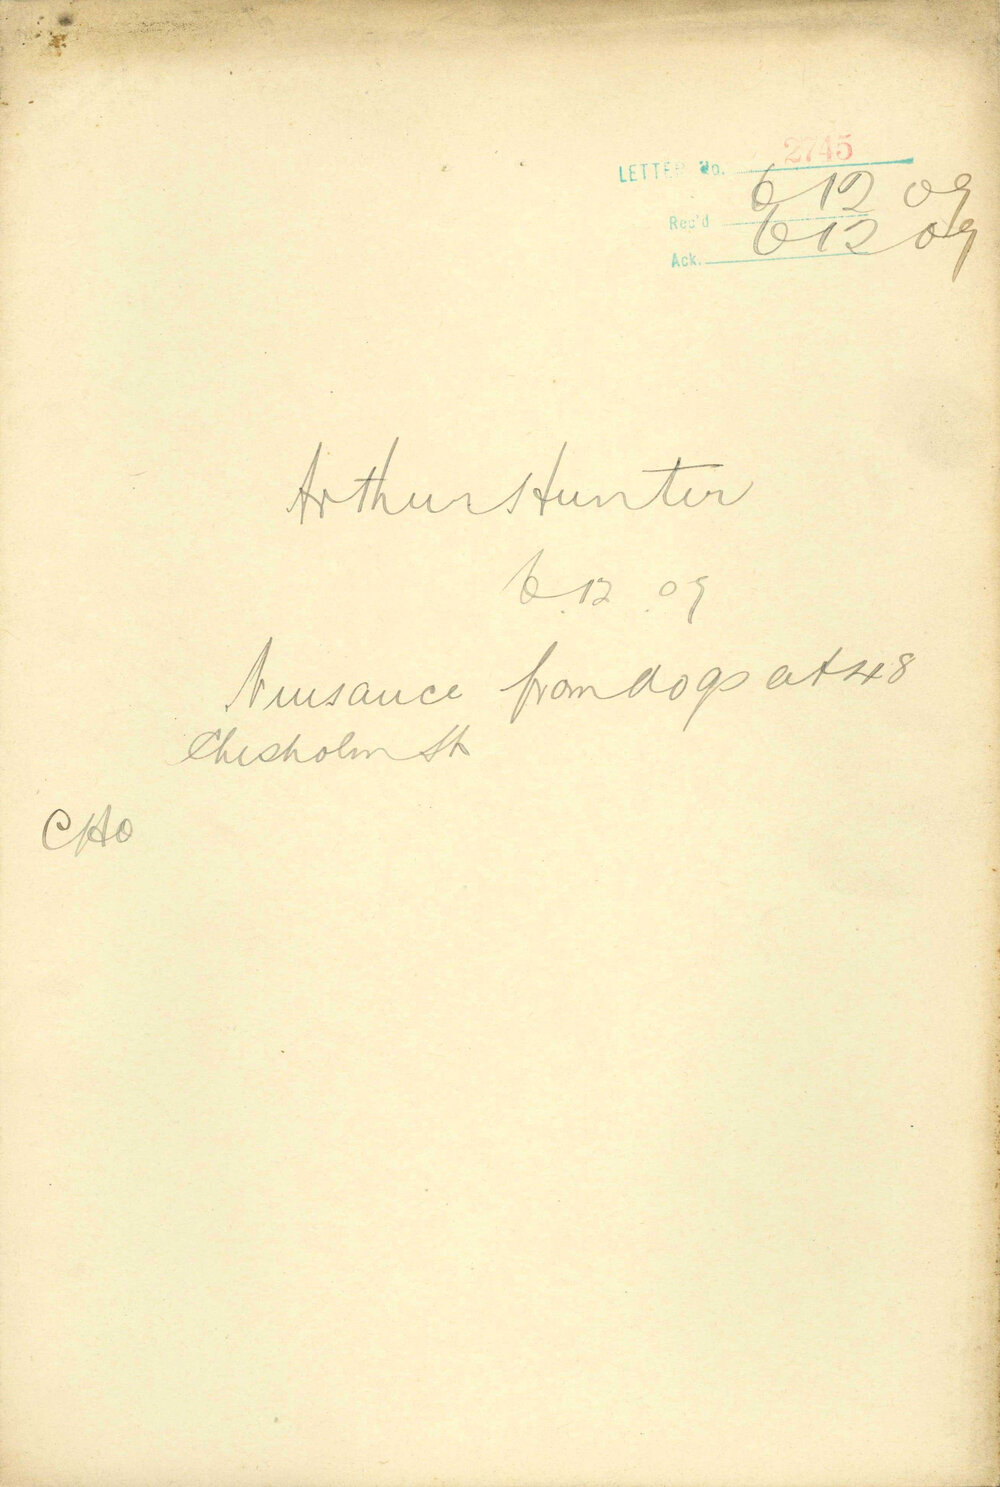 LETTER No. 2745
Rec'd 6 12 09
Ack. 6 12 09
Arthur Hunter
6.12.09
Nuisance from dogs at 48
Chisholm St
CHO